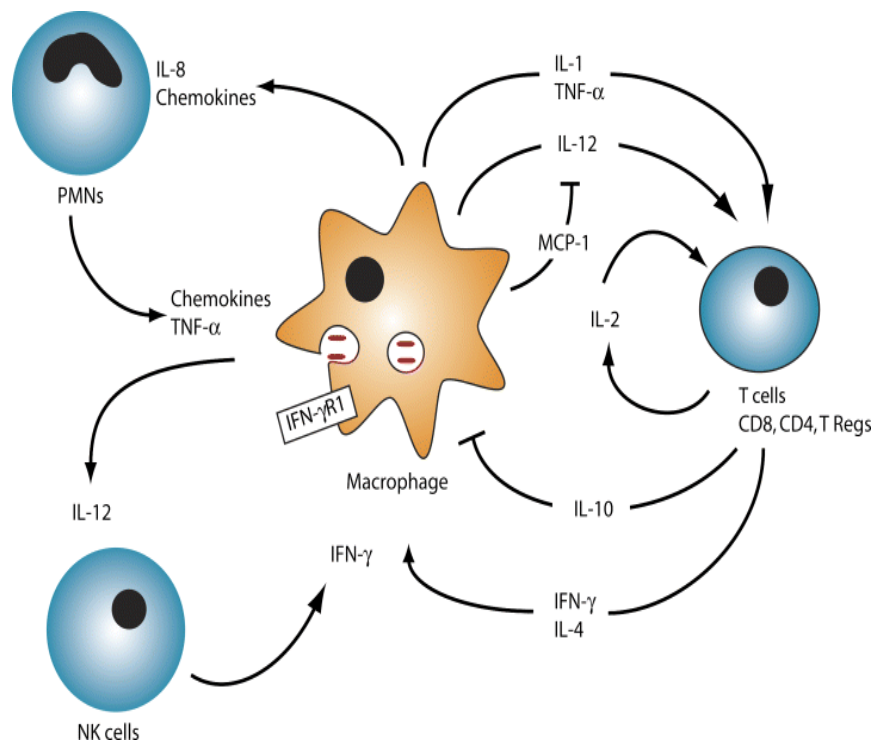 IL-8
Chemokines
PMNs
IL-1
TNF-α
IL-12
MCP-1
Chemokines
TNF-α
IL-2
IFN-γR1
T cells
CD8, CD4, T Regs
Macrophage
IL-12
IL-10
IFN-γ
IFN-γ
IL-4
NK cells